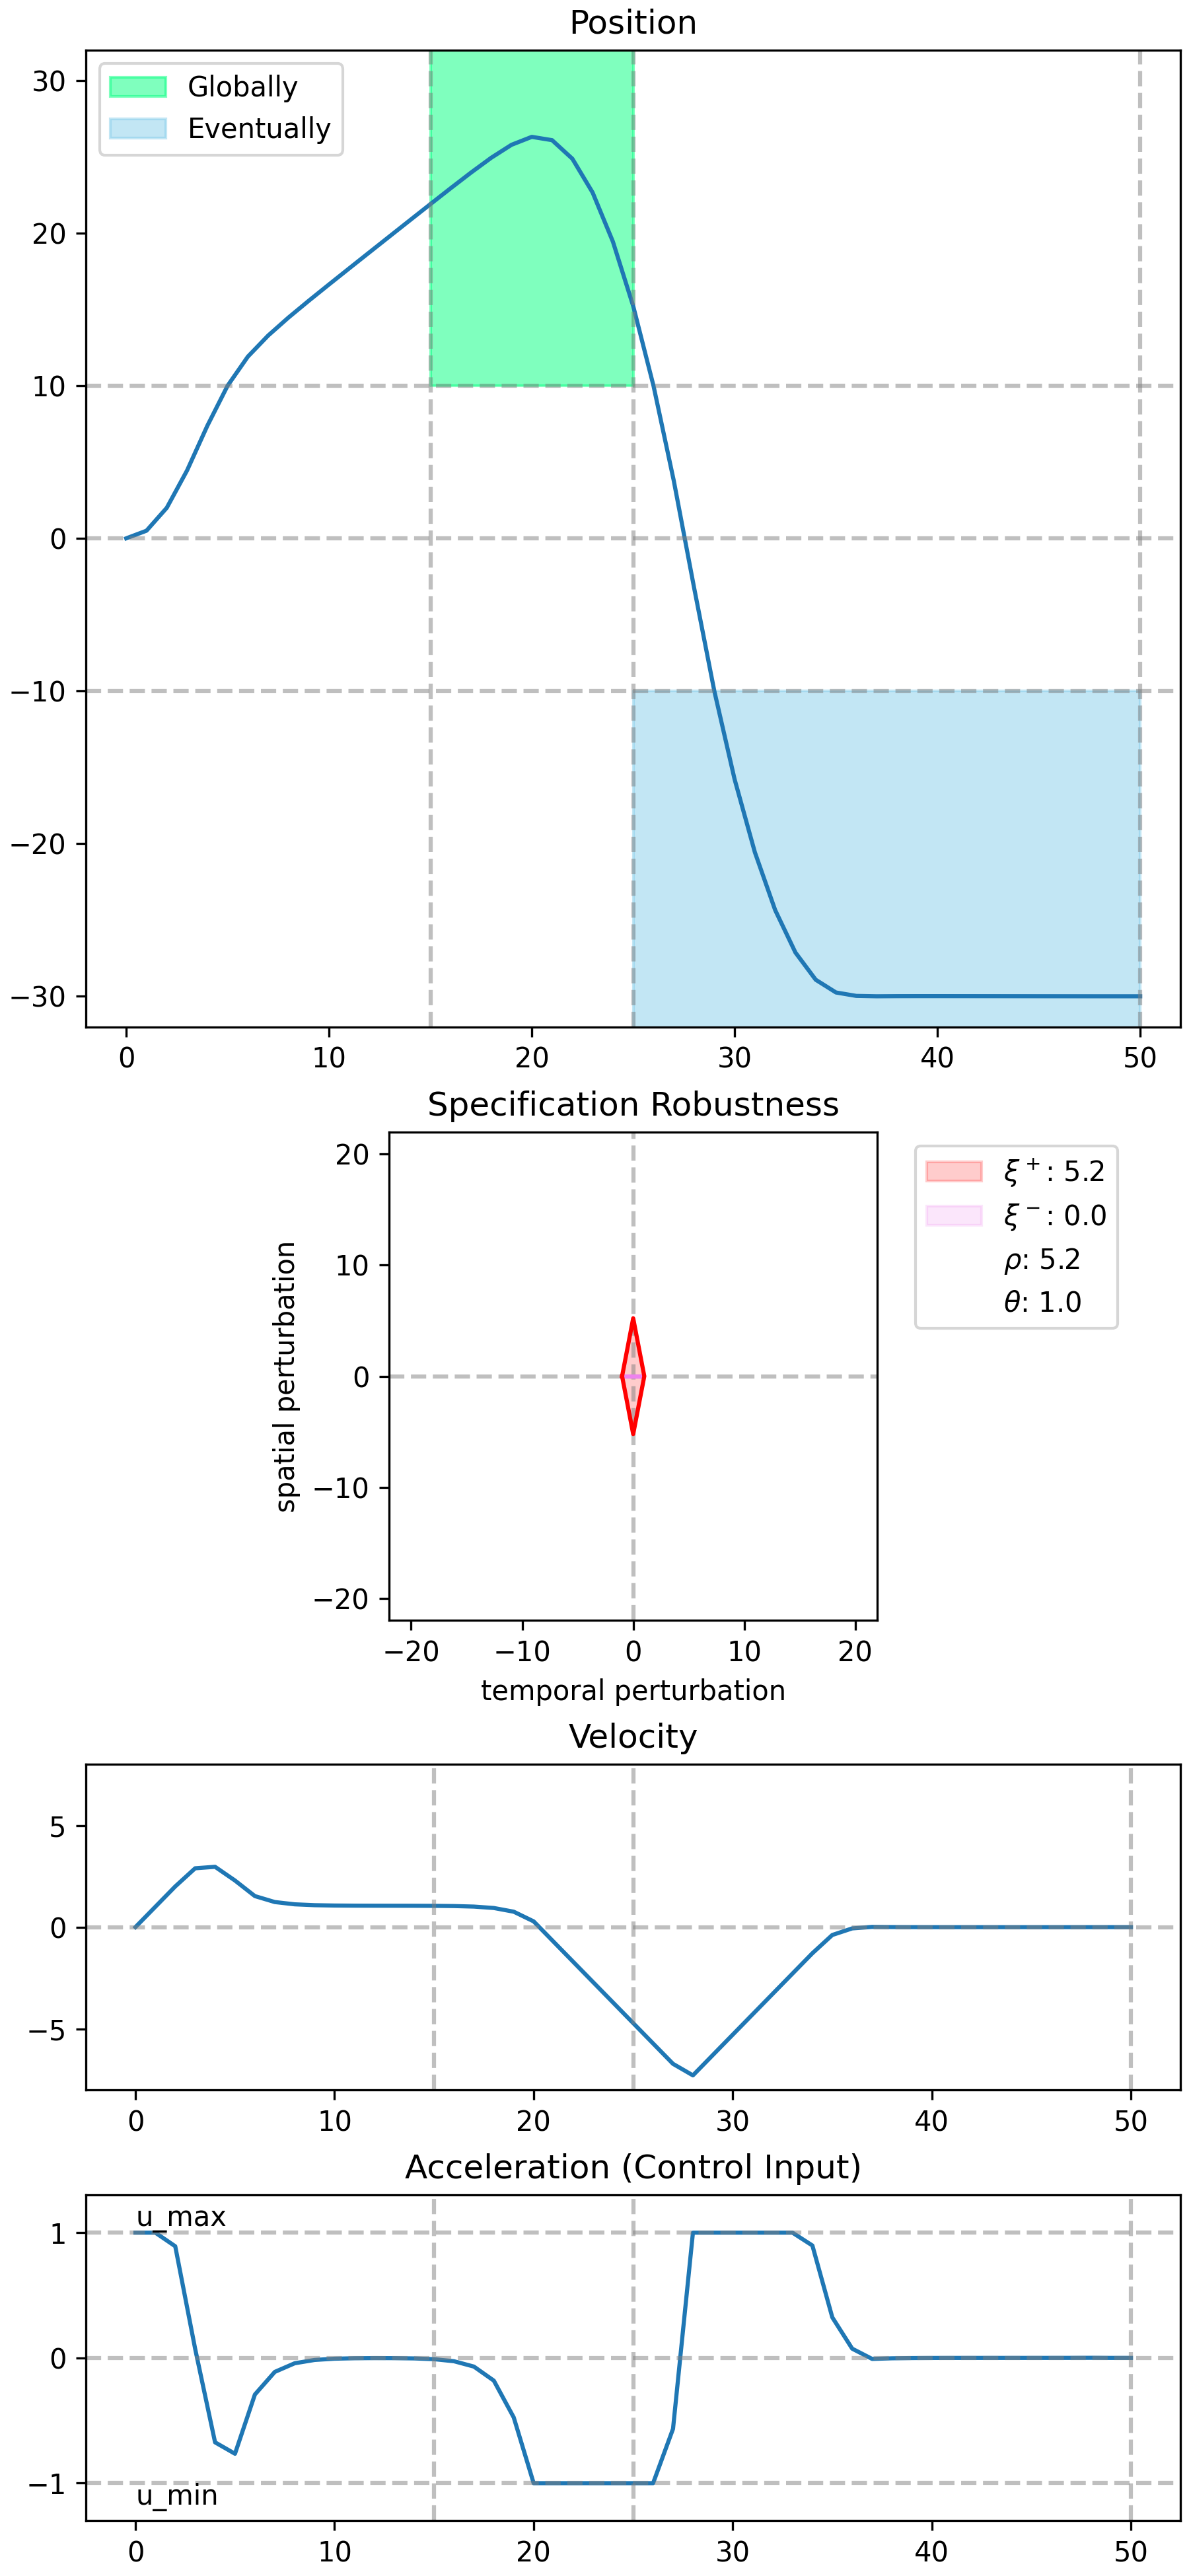 Position
30
20
10
0
−10
−20
−30
Globally
Eventually
0 10 20 30 40 50
Specification Robustness
20
10
0
−10
−20
spatial perturbation
−20 −10 0 10 20
temporal perturbation
ξ⁺: 5.2
ξ⁻: 0.0
ρ: 5.2
θ: 1.0
Velocity
5
0
−5
0 10 20 30 40 50
Acceleration (Control Input)
u_max
1
0
−1
u_min
0 10 20 30 40 50